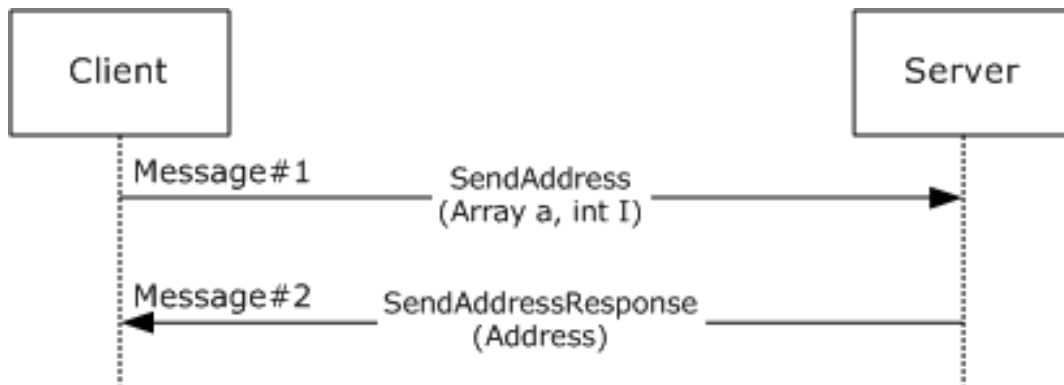 Client
Server
Message#1
SendAddress
(Array a, int I)
Message#2
SendAddressResponse
(Address)